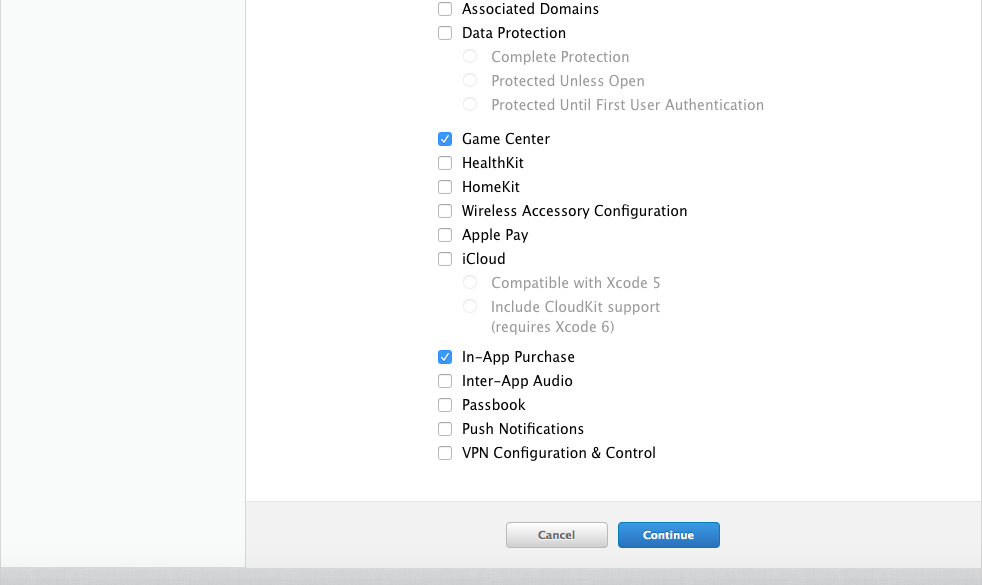 Associated Domains
Data Protection
Complete Protection
Protected Unless Open
Protected Until First User Authentication
Game Center
HealthKit
HomeKit
Wireless Accessory Configuration
Apple Pay
iCloud
Compatible with Xcode 5
Include CloudKit support
(requires Xcode 6)
In-App Purchase
Inter-App Audio
Passbook
Push Notifications
VPN Configuration & Control
Cancel Continue